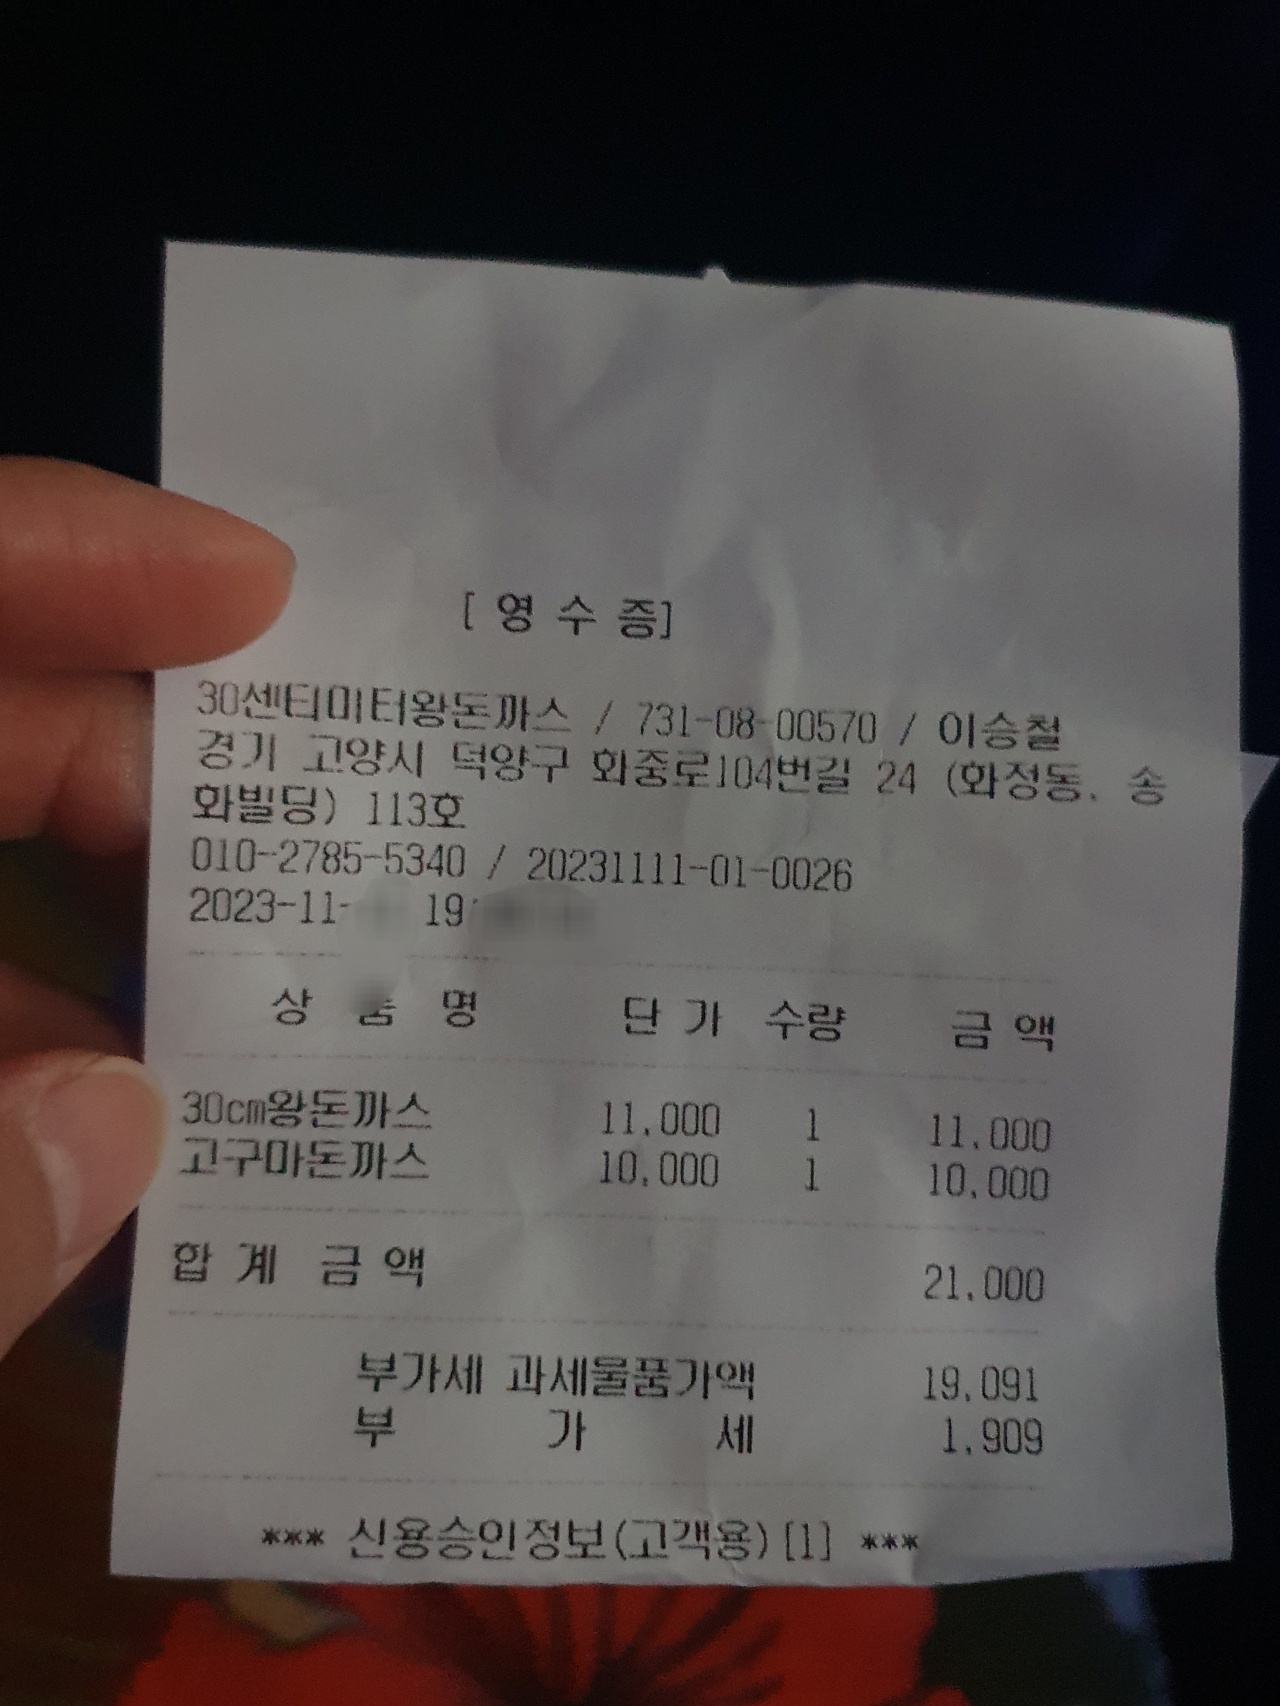 [ 영 수 증]
30센티미터왕돈까스 / 731-08-00570 / 이승철
경기 고양시 덕양구 화중로104번길 24 (화정동, 송
화빌딩) 113호
010-2785-5340 / 20231111-01-0026
2023-11- 19
상 품 명 단 가 수량 금 액
30cm왕돈까스 11,000 1 11,000
고구마돈까스 10,000 1 10,000
합 계 금 액 21,000
부가세 과세물품가액 19,091
부 가 세 1,909
*** 신용승인정보(고객용)[1] ***